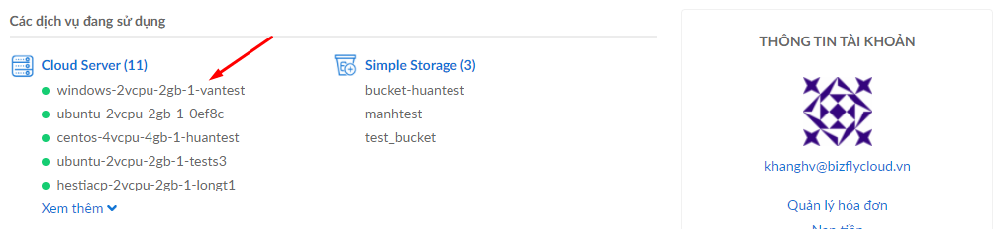 Các dịch vụ đang sử dụng
Cloud Server (11)
windows-2vcpu-2gb-1-vantest
ubuntu-2vcpu-2gb-1-0ef8c
centos-4vcpu-4gb-1-huantest
ubuntu-2vcpu-2gb-1-tests3
hestiacp-2vcpu-2gb-1-longt1
Xem thêm
Simple Storage (3)
bucket-huantest
manhtest
test_bucket
THÔNG TIN TÀI KHOẢN
khanghv@bizflycloud.vn
Quản lý hóa đơn